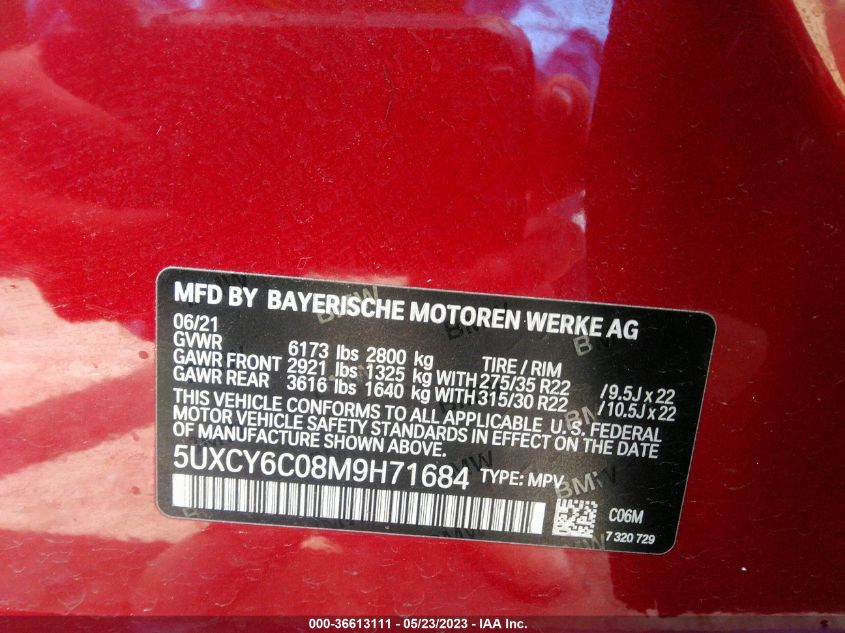 MFD BY BAYERISCHE MOTOREN WERKE AG
06/21
GVWR 6173 lbs 2800 kg TIRE / RIM
GAWR FRONT 2921 lbs 1325 kg WITH 275/35 R22 / 9.5J x 22
GAWR REAR 3616 lbs 1640 kg WITH 315/30 R22 / 10.5J x 22
THIS VEHICLE CONFORMS TO ALL APPLICABLE U.S. FEDERAL
MOTOR VEHICLE SAFETY STANDARDS IN EFFECT ON THE DATE
OF MANUFACTURE SHOWN ABOVE.
5UXCY6C08M9H71684 TYPE: MPV
C06M
7 320 729
BMW
000-36613111 - 05/23/2023 - IAA Inc.